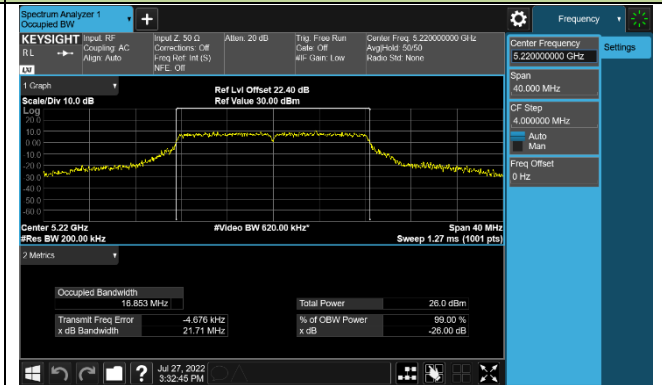 Spectrum Analyzer 1
Occupied BW
Frequency
KEYSIGHT
RL
LXI
Input: RF
Coupling: AC
Align: Auto
Input Z: 50 Ω
Corrections: Off
Freq Ref: Int (S)
NFE: Off
Atten: 20 dB
Trig: Free Run
Gate: Off
#IF Gain: Low
Center Freq: 5.220000000 GHz
Avg|Hold: 50/50
Radio Std: None
Center Frequency
5.220000000 GHz
Settings
Span
40.000 MHz
CF Step
4.000000 MHz
Auto
Man
Freq Offset
0 Hz
1 Graph
Scale/Div 10.0 dB
Ref Lvl Offset 22.40 dB
Ref Value 30.00 dBm
Log
20.0
10.0
0.00
-10.0
-20.0
-30.0
-40.0
-50.0
-60.0
Center 5.22 GHz
#Video BW 620.00 kHz*
Span 40 MHz
#Res BW 200.00 kHz
Sweep 1.27 ms (1001 pts)
2 Metrics
Occupied Bandwidth
16.853 MHz
Total Power
26.0 dBm
Transmit Freq Error
-4.676 kHz
% of OBW Power
99.00 %
x dB Bandwidth
21.71 MHz
x dB
-26.00 dB
Jul 27, 2022
3:32:45 PM